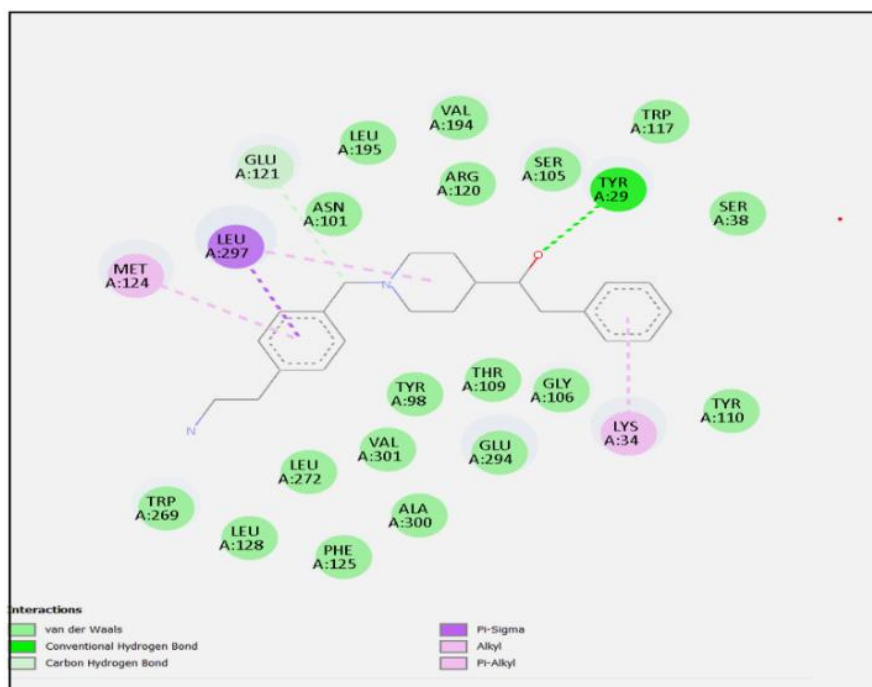 VAL
A:194
TRP
A:117
LEU
A:195
GLU
A:121
ARG
A:120
SER
A:105
TYR
A:29
ASN
A:101
SER
A:38
LEU
A:297
MET
A:124
O
N
THR
A:109
TYR
A:98
GLY
A:106
TYR
A:110
LYS
A:34
N
VAL
A:301
GLU
A:294
LEU
A:272
TRP
A:269
ALA
A:300
LEU
A:128
PHE
A:125
Interactions
van der Waals
Conventional Hydrogen Bond
Carbon Hydrogen Bond
Pi-Sigma
Alkyl
Pi-Alkyl